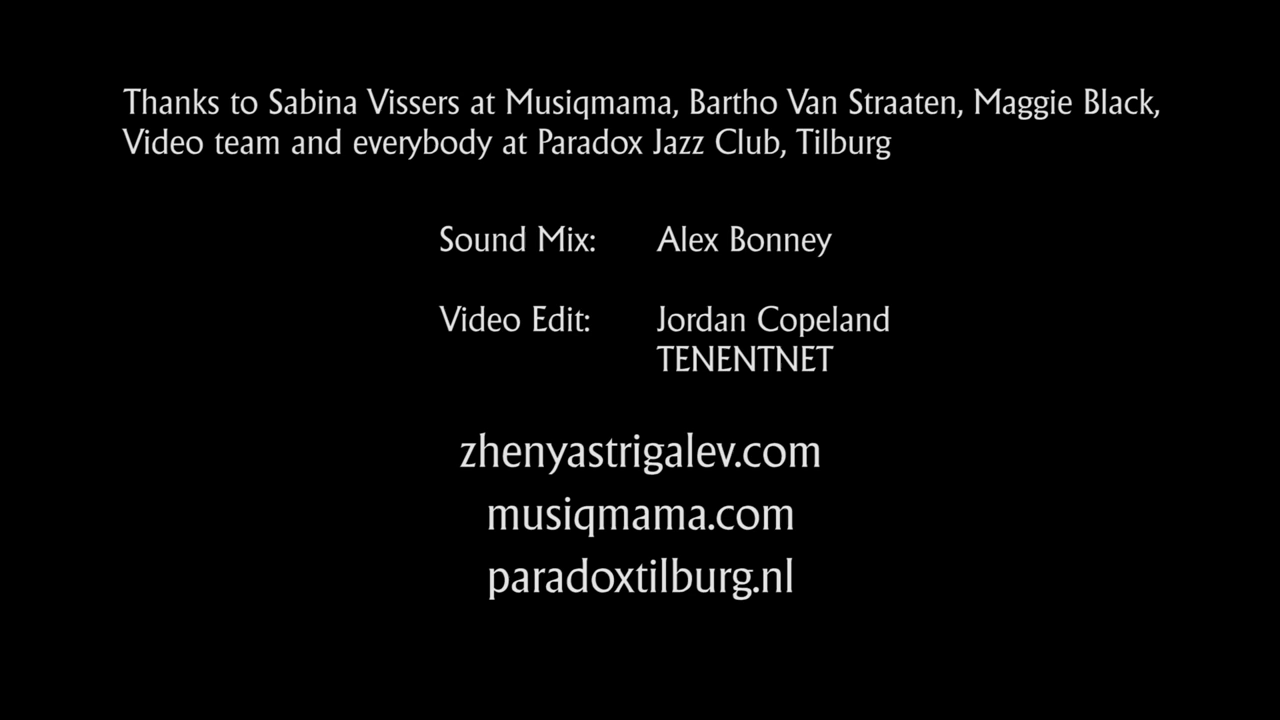 Thanks to Sabina Vissers at Musiqmama, Bartho Van Straaten, Maggie Black,
Video team and everybody at Paradox Jazz Club, Tilburg
Sound Mix: Alex Bonney
Video Edit: Jordan Copeland
TENENTNET
zhenyastrigalev.com
musiqmama.com
paradoxtilburg.nl